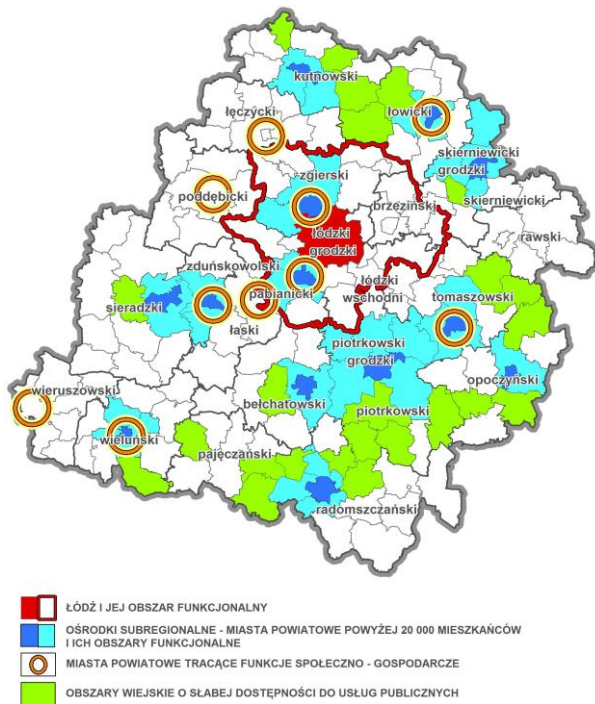 kutnowski
łęczycki
łowicki
skierniewicki
grodzki
zgierski
poddębicki
brzeziński
skierniewicki
rawski
łódzki
grodzki
zduńskowolski
łódzki
wschodni
pabianicki
tomaszowski
sieradzki
łaski
piotrkowski
grodzki
opoczyński
wieruszowski
bełchatowski
piotrkowski
wieluński
pajęczański
radomszczański
ŁÓDŹ I JEJ OBSZAR FUNKCJONALNY
OŚRODKI SUBREGIONALNE - MIASTA POWIATOWE POWYŻEJ 20 000 MIESZKAŃCÓW
I ICH OBSZARY FUNKCJONALNE
MIASTA POWIATOWE TRACĄCE FUNKCJE SPOŁECZNO - GOSPODARCZE
OBSZARY WIEJSKIE O SŁABEJ DOSTĘPNOŚCI DO USŁUG PUBLICZNYCH